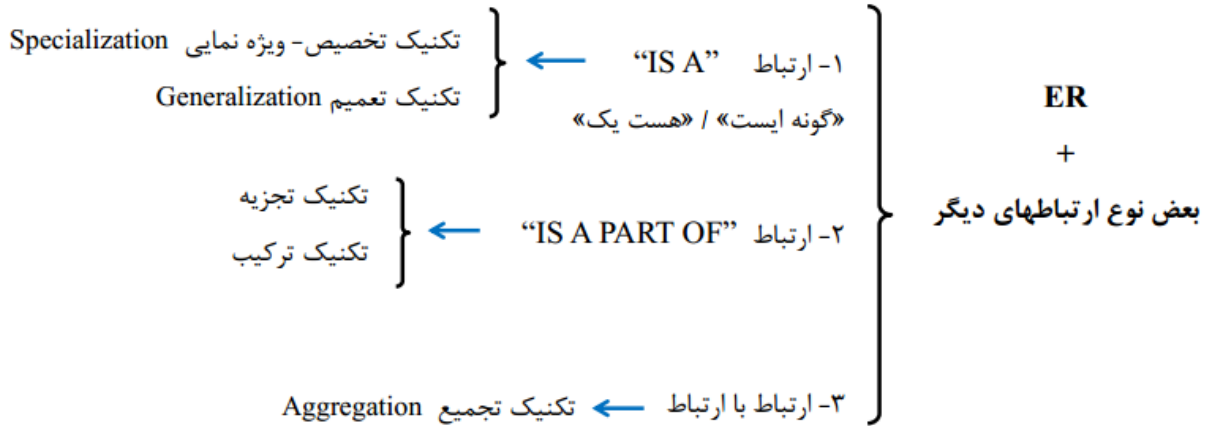 ER
+
بعض نوع ارتباطهای دیگر
۱- ارتباط “IS A”
«گونه ایست» / «هست یک»
تکنیک تخصیص- ویژه نمایی Specialization
تکنیک تعمیم Generalization
۲- ارتباط “IS A PART OF”
تکنیک تجزیه
تکنیک ترکیب
۳- ارتباط با ارتباط
تکنیک تجمیع Aggregation